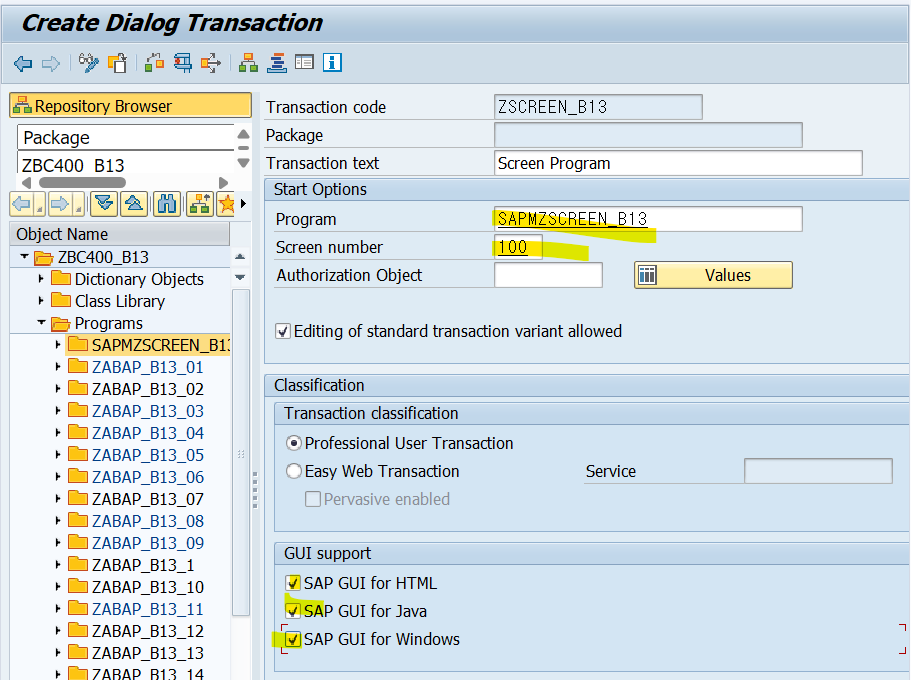 Create Dialog Transaction
Repository Browser
Package
ZBC400_B13
Object Name
ZBC400_B13
Dictionary Objects
Class Library
Programs
SAPMZSCREEN_B13
ZABAP_B13_01
ZABAP_B13_02
ZABAP_B13_03
ZABAP_B13_04
ZABAP_B13_05
ZABAP_B13_06
ZABAP_B13_07
ZABAP_B13_08
ZABAP_B13_09
ZABAP_B13_1
ZABAP_B13_10
ZABAP_B13_11
ZABAP_B13_12
ZABAP_B13_13
ZABAP_B13_14
Transaction code ZSCREEN_B13
Package
Transaction text Screen Program
Start Options
Program SAPMZSCREEN_B13
Screen number 100
Authorization Object Values
Editing of standard transaction variant allowed
Classification
Transaction classification
Professional User Transaction
Easy Web Transaction Service
Pervasive enabled
GUI support
SAP GUI for HTML
SAP GUI for Java
SAP GUI for Windows